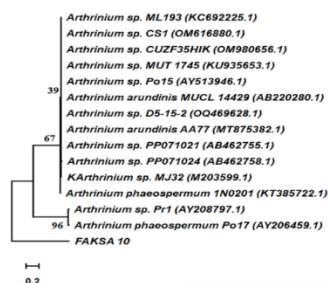 Arthrinium sp. ML193 (KC692225.1)
Arthrinium sp. CS1 (OM616880.1)
Arthrinium sp. CUZF35HIK (OM980656.1)
Arthrinium sp. MUT 1745 (KU935653.1)
39
Arthrinium sp. Po15 (AY513946.1)
Arthrinium arundinis MUCL 14429 (AB220280.1)
Arthrinium sp. D5-15-2 (OQ469628.1)
67
Arthrinium arundinis AA77 (MT875382.1)
Arthrinium sp. PP071021 (AB462755.1)
Arthrinium sp. PP071024 (AB462758.1)
KArthrinium sp. MJ32 (M203599.1)
Arthrinium phaeospermum 1N0201 (KT385722.1)
Arthrinium sp. Pr1 (AY208797.1)
96
Arthrinium phaeospermum Po17 (AY206459.1)
FAKSA 10
0.2